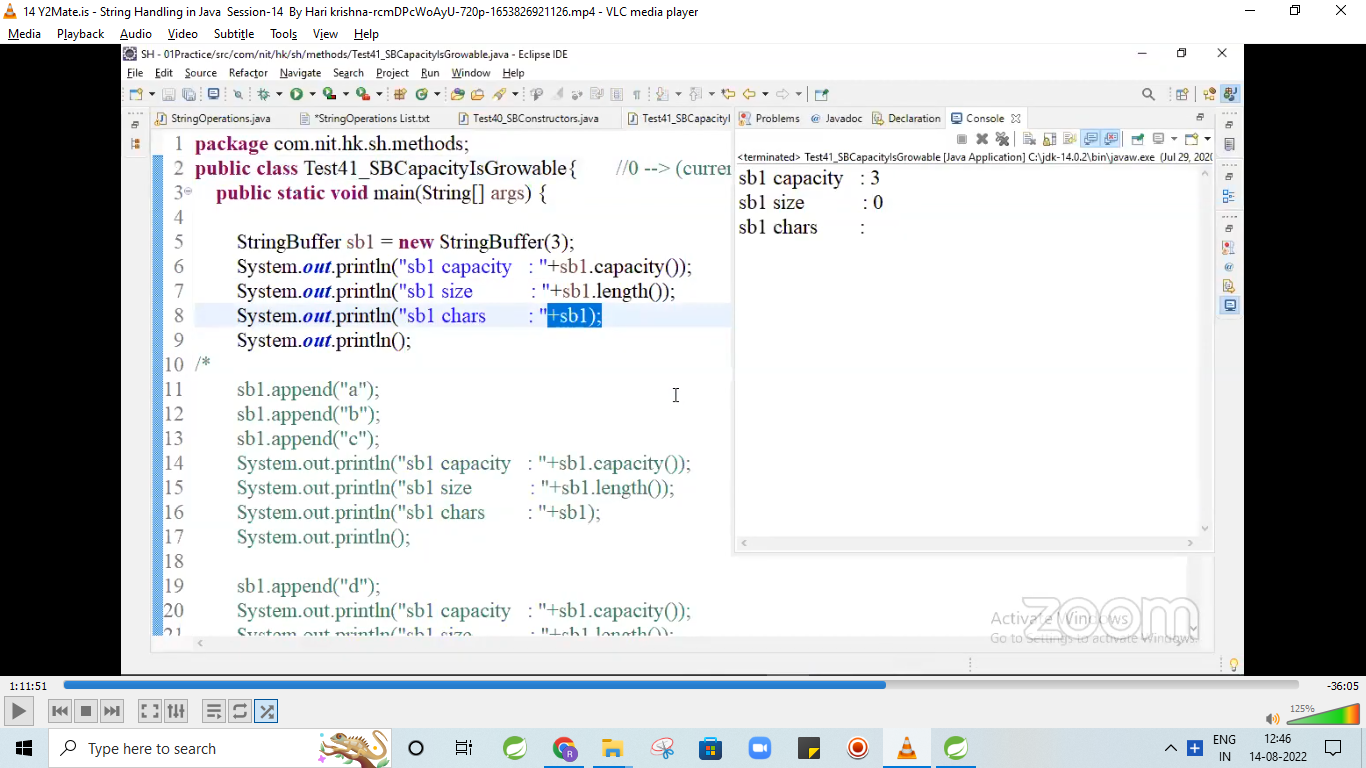 14 Y2Mate.is - String Handling in Java  Session-14  By Hari krishna-rcmDPcWoAyU-720p-1653826921126.mp4 - VLC media player
Media Playback Audio Video Subtitle Tools View Help
SH - 01Practice/src/com/nit/hk/sh/methods/Test41_SBCapacityIsGrowable.java - Eclipse IDE
File Edit Source Refactor Navigate Search Project Run Window Help
StringOperations.java *StringOperations List.txt Test40_SBConstructors.java Test41_SBCapacityI
Problems @ Javadoc Declaration Console
<terminated> Test41_SBCapacityIsGrowable [Java Application] C:\jdk-14.0.2\bin\javaw.exe (Jul 29, 202
1 package com.nit.hk.sh.methods;
2 public class Test41_SBCapacityIsGrowable{ //0 --> (curren
3 public static void main(String[] args) {
4
5 StringBuffer sb1 = new StringBuffer(3);
6 System.out.println("sb1 capacity : "+sb1.capacity());
7 System.out.println("sb1 size : "+sb1.length());
8 System.out.println("sb1 chars : "+sb1);
9 System.out.println();
10 /*
11 sb1.append("a");
12 sb1.append("b");
13 sb1.append("c");
14 System.out.println("sb1 capacity : "+sb1.capacity());
15 System.out.println("sb1 size : "+sb1.length());
16 System.out.println("sb1 chars : "+sb1);
17 System.out.println();
18
19 sb1.append("d");
20 System.out.println("sb1 capacity : "+sb1.capacity());
21 System.out.println("sb1 size : "+sb1.length());
sb1 capacity : 3
sb1 size : 0
sb1 chars :
zoom
Activate Windows
Go to Settings to activate Windows.
1:11:51
-36:05
125%
Type here to search
ENG
IN
12:46
14-08-2022